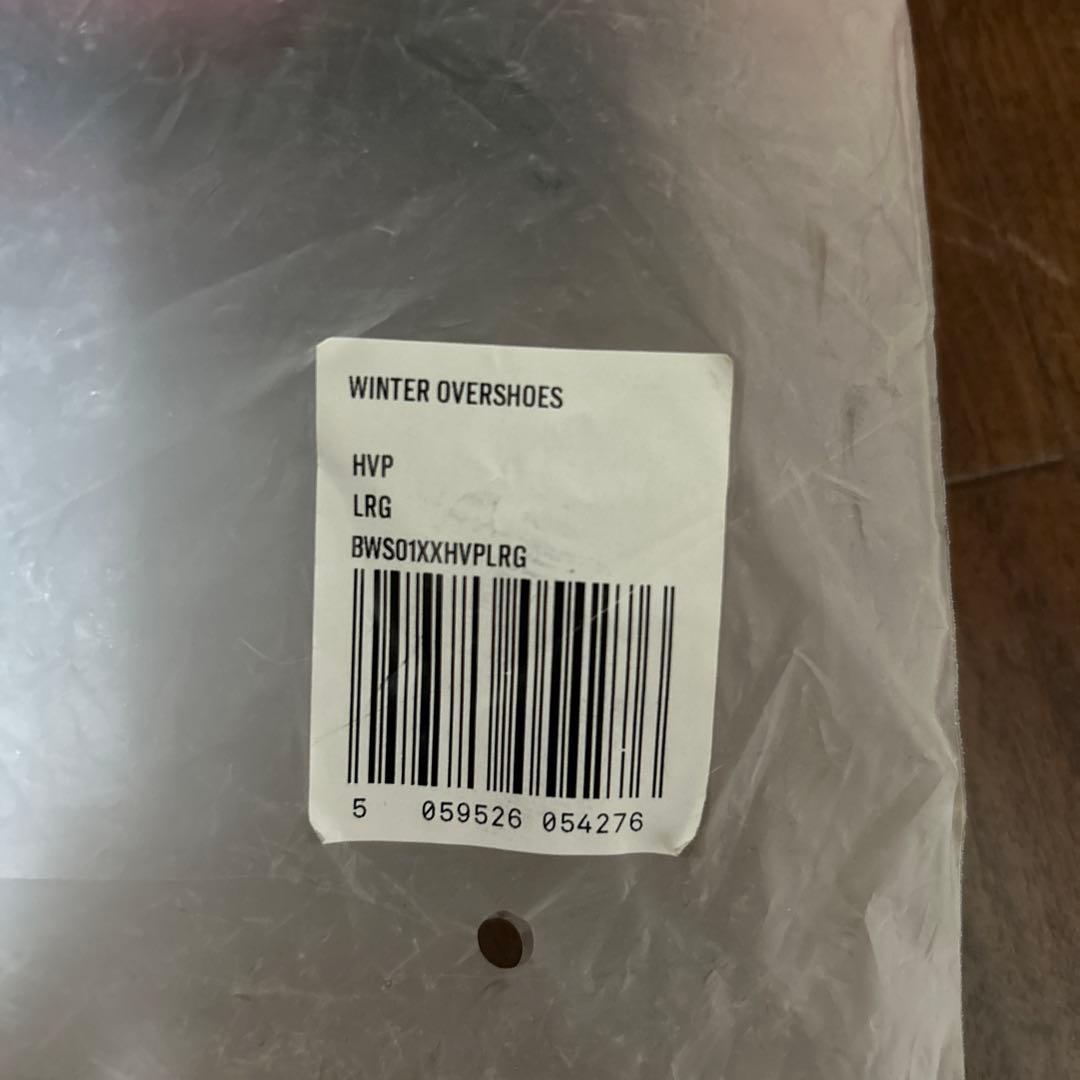 WINTER OVERSHOES
HVP
LRG
BWS01XXHVPLRG
5 059526 054276